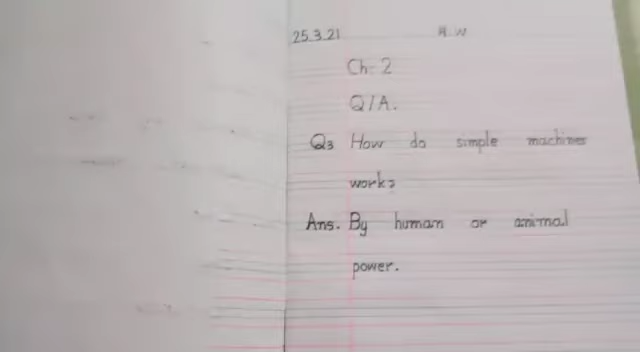 25.3.21 H.W
Ch-2
Q/A.
Q3 How do simple machines
works
Ans. By human or animal
power.